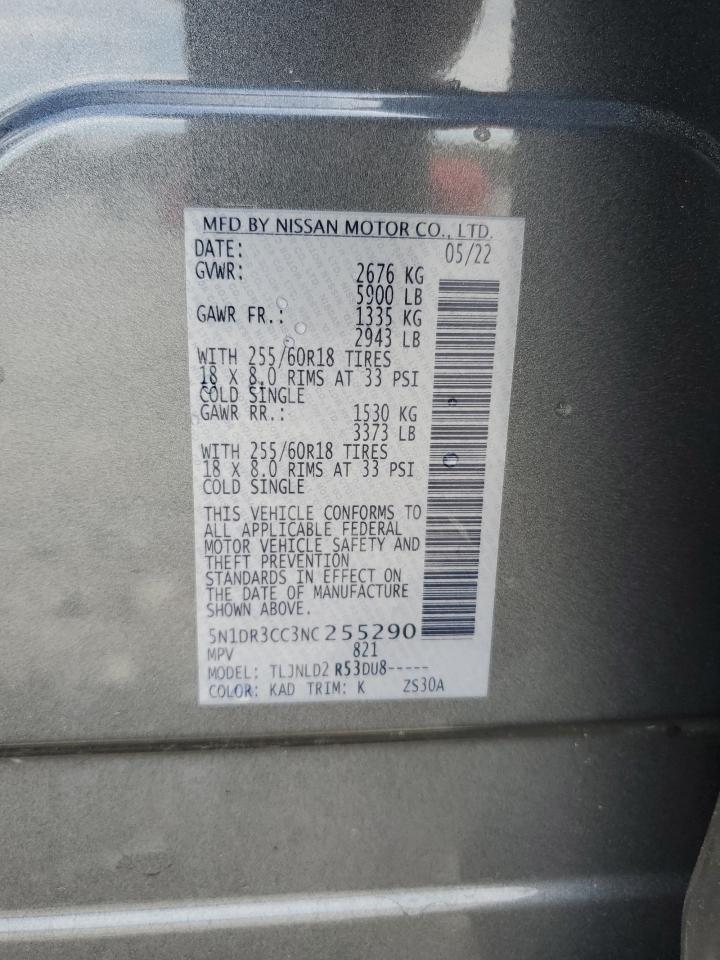 MFD BY NISSAN MOTOR CO., LTD.
DATE: 05/22
GVWR: 2676 KG
5900 LB
GAWR FR.: 1335 KG
2943 LB
WITH 255/60R18 TIRES
18 X 8.0 RIMS AT 33 PSI
COLD SINGLE
GAWR RR.: 1530 KG
3373 LB
WITH 255/60R18 TIRES
18 X 8.0 RIMS AT 33 PSI
COLD SINGLE
THIS VEHICLE CONFORMS TO
ALL APPLICABLE FEDERAL
MOTOR VEHICLE SAFETY AND
THEFT PREVENTION
STANDARDS IN EFFECT ON
THE DATE OF MANUFACTURE
SHOWN ABOVE.
5N1DR3CC3NC255290
MPV 821
MODEL: TLJNLD2 R53DU8-----
COLOR: KAD TRIM: K ZS30A